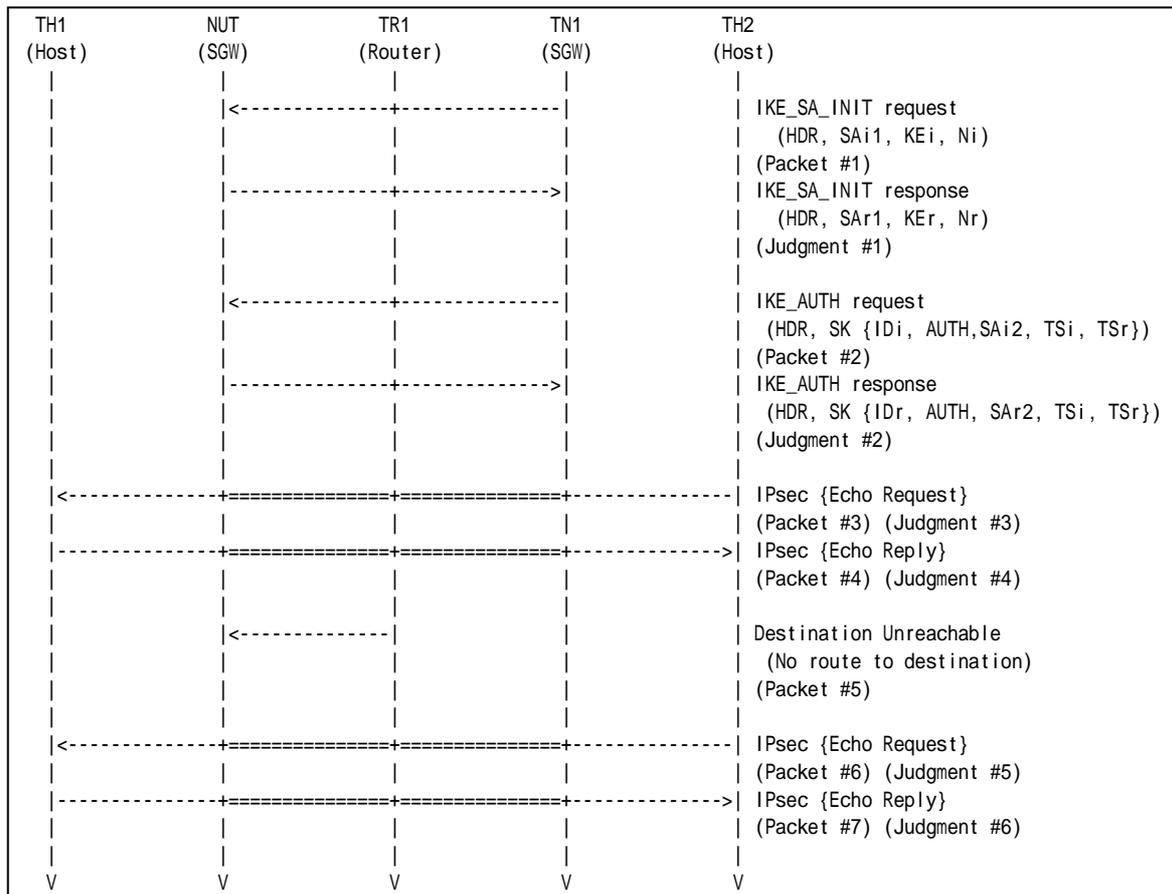 TH1 NUT TR1 TN1 TH2
(Host) (SGW) (Router) (SGW) (Host)
| | | | |
| |<--------------+---------------| | IKE_SA_INIT request
| | | | | (HDR, SAi1, KEi, Ni)
| | | | | (Packet #1)
| |---------------+-------------->| | IKE_SA_INIT response
| | | | | (HDR, SAr1, KEr, Nr)
| | | | | (Judgment #1)
| | | | |
| |<--------------+---------------| | IKE_AUTH request
| | | | | (HDR, SK {IDi, AUTH,SAi2, TSi, TSr})
| | | | | (Packet #2)
| |---------------+-------------->| | IKE_AUTH response
| | | | | (HDR, SK {IDr, AUTH, SAr2, TSi, TSr})
| | | | | (Judgment #2)
| | | | |
|<--------------+===============+===============+---------------| IPsec {Echo Request}
| | | | | (Packet #3) (Judgment #3)
|---------------+===============+===============+-------------->| IPsec {Echo Reply}
| | | | | (Packet #4) (Judgment #4)
| | | | |
| |<--------------| | | Destination Unreachable
| | | | | (No route to destination)
| | | | | (Packet #5)
| | | | |
|<--------------+===============+===============+---------------| IPsec {Echo Request}
| | | | | (Packet #6) (Judgment #5)
|---------------+===============+===============+-------------->| IPsec {Echo Reply}
| | | | | (Packet #7) (Judgment #6)
| | | | |
V V V V V